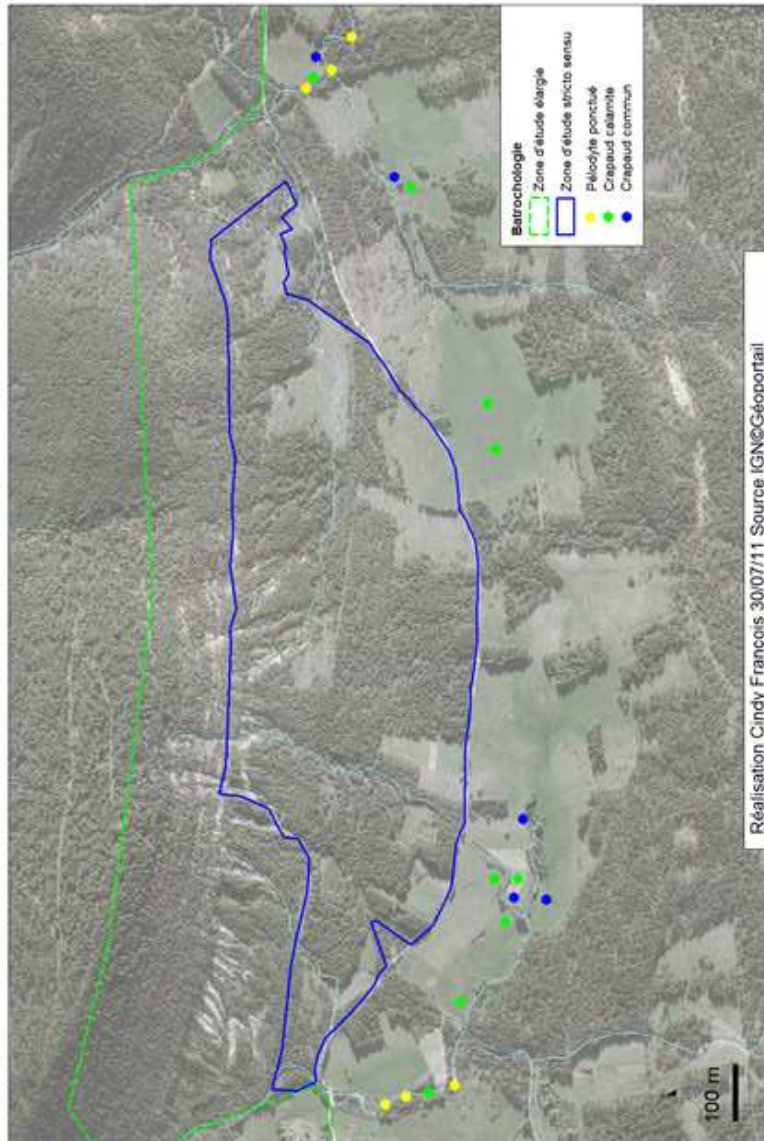 Batrochologie
Zone d'étude élargie
Zone d'étude stricto sensu
Pélodyte ponctué
Crapaud calamite
Crapaud commun
100 m
Réalisation Cindy François 30/07/11 Source IGN©Géoportail